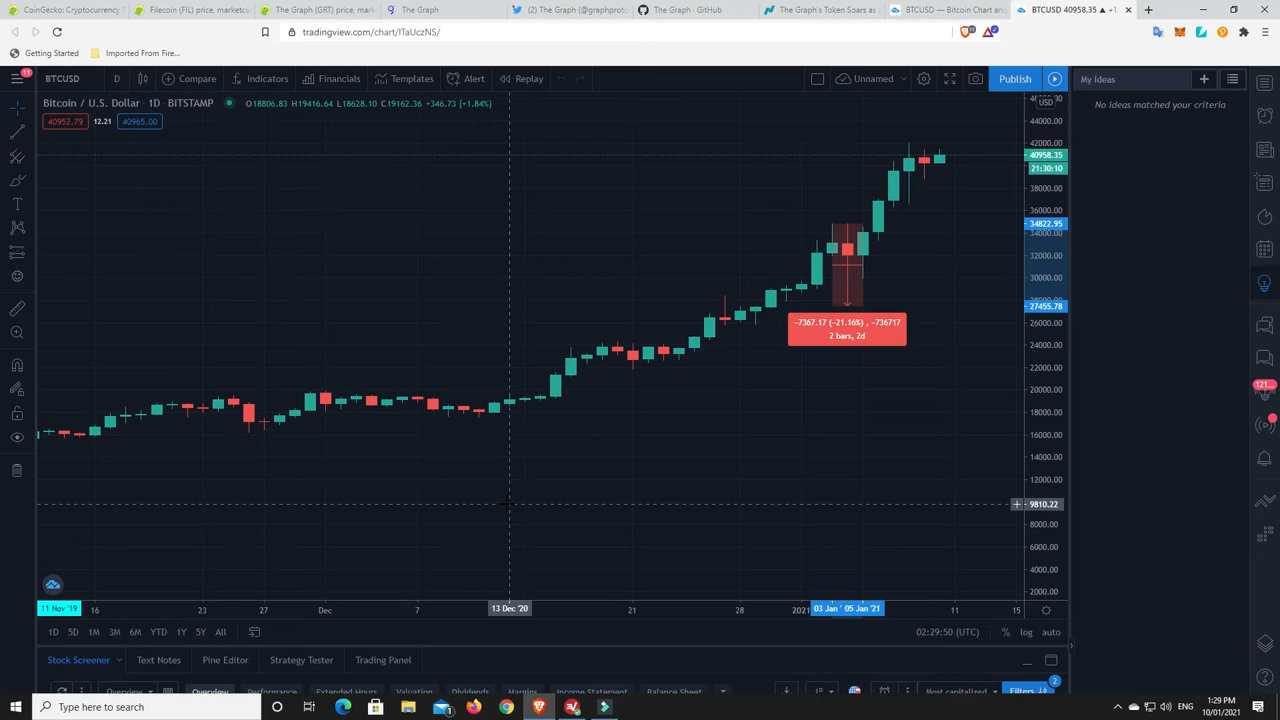 CoinGecko: Cryptocurrency P
Filecoin (FIL) price, marketca
The Graph (GRT) price, marke
The Graph
(2) The Graph (@graphproto
The Graph · GitHub
The Graph's Token Soars as
BTCUSD — Bitcoin Chart and
BTCUSD 40958.35 ▲ +1.
tradingview.com/chart/ITaUczNS/
Getting Started
Imported From Fire...
11
BTCUSD
D
Compare
Indicators
Financials
Templates
Alert
Replay
Unnamed
Publish
My Ideas
Bitcoin / U.S. Dollar · 1D · BITSTAMP
O18806.83 H19416.64 L18628.10 C19162.36 +346.73 (+1.84%)
40952.79
12.21
40965.00
No ideas matched your criteria
USD
44000.00
42000.00
40958.35
21:30:10
38000.00
36000.00
34822.95
34000.00
32000.00
30000.00
27455.78
26000.00
24000.00
22000.00
20000.00
18000.00
16000.00
14000.00
12000.00
9810.22
8000.00
6000.00
4000.00
2000.00
−7367.17 (−21.16%) , −736717
2 bars, 2d
121...
11 Nov '19
16
23
27
Dec
7
13 Dec '20
21
28
2021
03 Jan '
05 Jan '21
11
15
1D
5D
1M
3M
6M
YTD
1Y
5Y
All
02:29:50 (UTC)
%
log
auto
Stock Screener
Text Notes
Pine Editor
Strategy Tester
Trading Panel
Overview
Overview
Performance
Extended Hours
Valuation
Dividends
Margins
Income Statement
Balance Sheet
Most capitalized
Filters
2
Type here to search
ENG
1:29 PM
10/01/2021